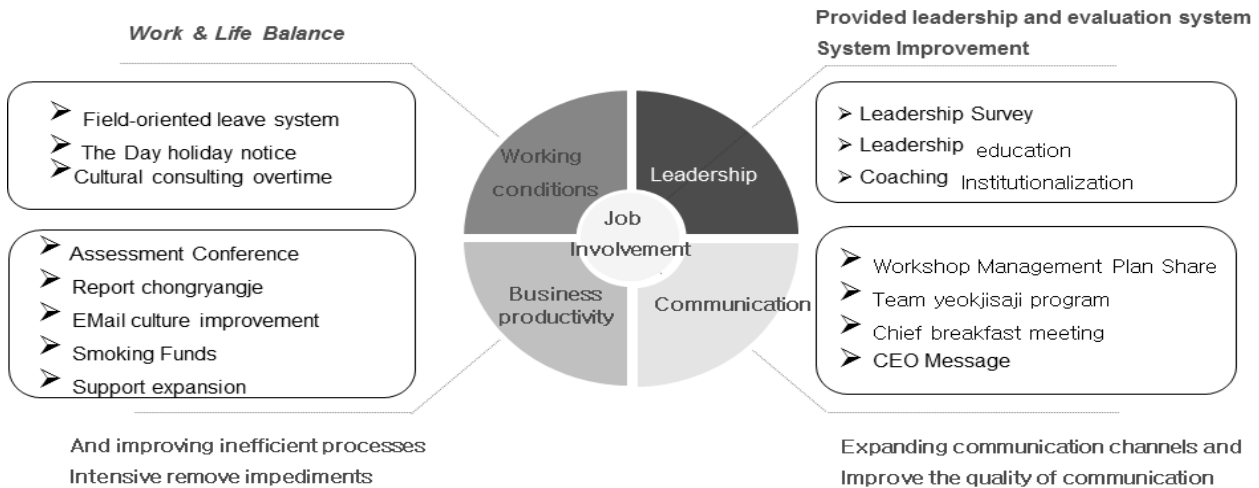 Work & Life Balance
Provided leadership and evaluation system
System Improvement
Field-oriented leave system
The Day holiday notice
Cultural consulting overtime
Working
conditions
Leadership
Leadership Survey
Leadership education
Coaching Institutionalization
Job
Involvement
Assessment Conference
Report chongryangje
EMail culture improvement
Smoking Funds
Support expansion
Business
productivity
Communication
Workshop Management Plan Share
Team yeokjisaji program
Chief breakfast meeting
CEO Message
And improving inefficient processes
Intensive remove impediments
Expanding communication channels and
Improve the quality of communication